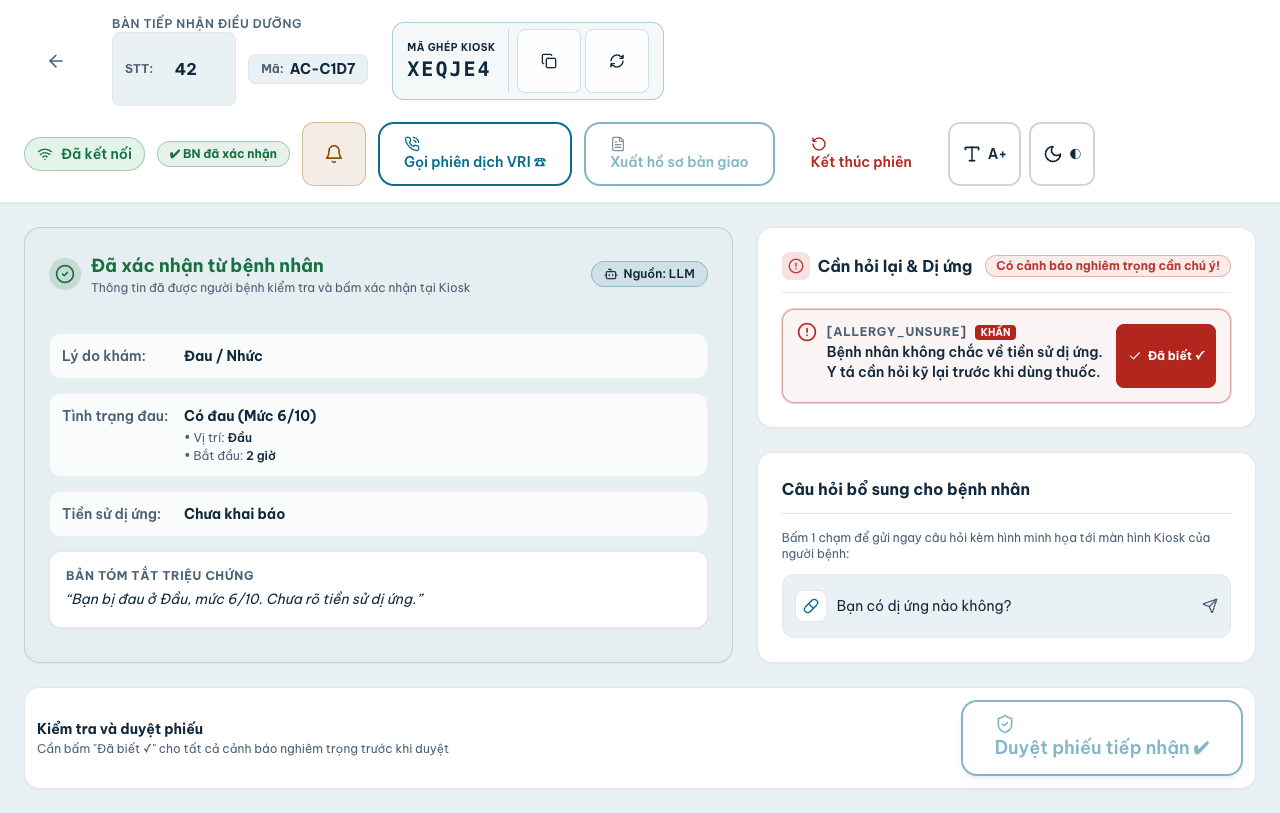 BÀN TIẾP NHẬN ĐIỀU DƯỠNG
STT: 42
Mã: AC-C1D7
MÃ GHÉP KIOSK
XEQJE4
Đã kết nối
✔ BN đã xác nhận
Gọi phiên dịch VRI ☎
Xuất hồ sơ bàn giao
Kết thúc phiên
A+
Đã xác nhận từ bệnh nhân
Thông tin đã được người bệnh kiểm tra và bấm xác nhận tại Kiosk
Nguồn: LLM
Lý do khám: Đau / Nhức
Tình trạng đau: Có đau (Mức 6/10)
• Vị trí: Đầu
• Bắt đầu: 2 giờ
Tiền sử dị ứng: Chưa khai báo
BẢN TÓM TẮT TRIỆU CHỨNG
“Bạn bị đau ở Đầu, mức 6/10. Chưa rõ tiền sử dị ứng.”
Cần hỏi lại & Dị ứng
Có cảnh báo nghiêm trọng cần chú ý!
[ALLERGY_UNSURE] KHẨN
Bệnh nhân không chắc về tiền sử dị ứng.
Y tá cần hỏi kỹ lại trước khi dùng thuốc.
Đã biết ✓
Câu hỏi bổ sung cho bệnh nhân
Bấm 1 chạm để gửi ngay câu hỏi kèm hình minh họa tới màn hình Kiosk của
người bệnh:
Bạn có dị ứng nào không?
Kiểm tra và duyệt phiếu
Cần bấm "Đã biết ✓" cho tất cả cảnh báo nghiêm trọng trước khi duyệt
Duyệt phiếu tiếp nhận ✔